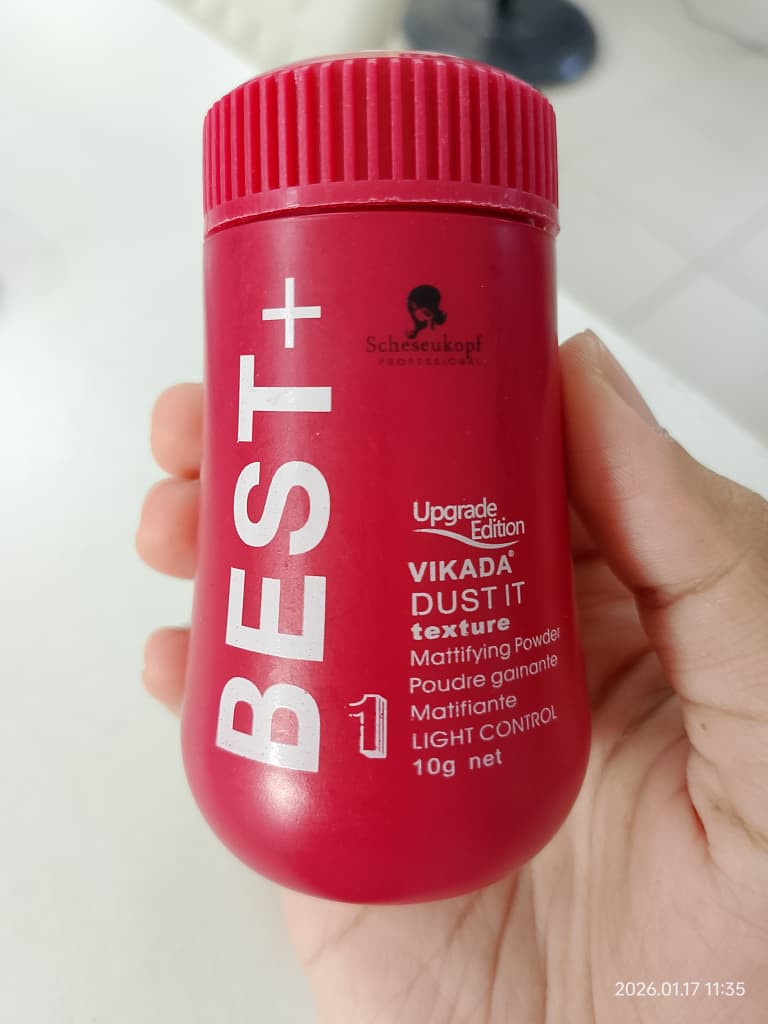 BEST+
Scheseukopf
PROFESSIONAL
Upgrade
Edition
VIKADA®
DUST IT
texture
Mattifying Powder
Poudre gainante
Matifiante
LIGHT CONTROL
10g net
1
2026.01.17 11:35